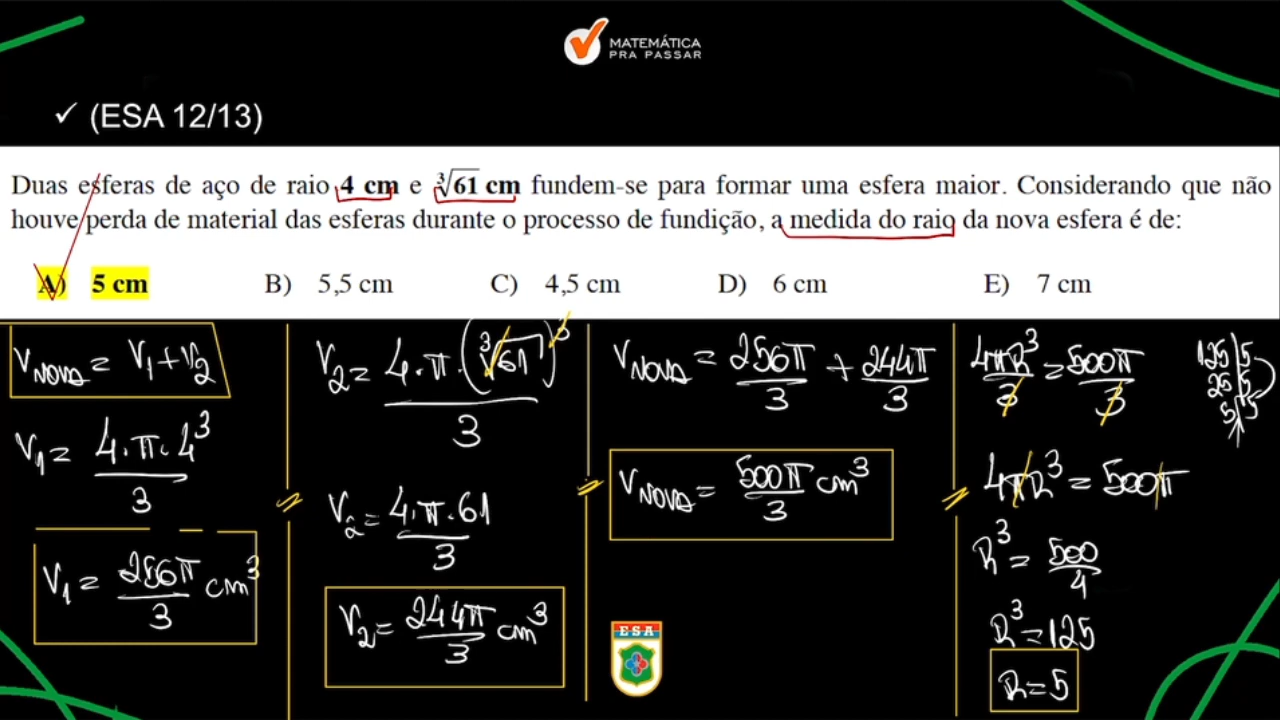 MATEMÁTICA
PRA PASSAR
✓ (ESA 12/13)
Duas esferas de aço de raio 4 cm e ∛61 cm fundem-se para formar uma esfera maior. Considerando que não
houve perda de material das esferas durante o processo de fundição, a medida do raio da nova esfera é de:
A) 5 cm B) 5,5 cm C) 4,5 cm D) 6 cm E) 7 cm
V_NOVA = V₁ + V₂
V₁ = 4.π.4³/3
V₁ = 256π/3 cm³
V₂ = 4.π.(∛61)³/3
V₂ = 4.π.61/3
V₂ = 244π/3 cm³
V_NOVA = 256π/3 + 244π/3
V_NOVA = 500π/3 cm³
4πR³/3 = 500π/3
4πR³ = 500π
R³ = 500/4
R³ = 125
R = 5
125|5
25|5
5|5
ESA